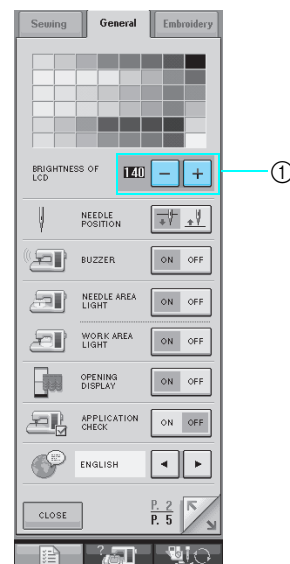 Sewing General Embroidery
BRIGHTNESS OF
LCD
140 − +
①
NEEDLE
POSITION
BUZZER ON OFF
NEEDLE AREA
LIGHT
ON OFF
WORK AREA
LIGHT
ON OFF
OPENING
DISPLAY
ON OFF
APPLICATION
CHECK
ON OFF
ENGLISH
CLOSE
P. 2
P. 5
?